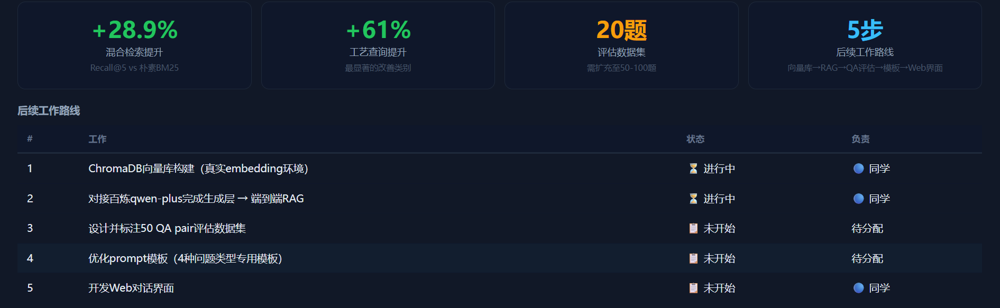 +28.9%
混合检索提升
Recall@5 vs 朴素BM25
+61%
工艺查询提升
最显著的改善类别
20题
评估数据集
需扩充至50-100题
5步
后续工作路线
向量库→RAG→QA评估→模板→Web界面
后续工作路线
# 工作 状态 负责
1 ChromaDB向量库构建（真实embedding环境） ⏳ 进行中 🔵 同学
2 对接百炼qwen-plus完成生成层 → 端到端RAG ⏳ 进行中 🔵 同学
3 设计并标注50 QA pair评估数据集 📋 未开始 待分配
4 优化prompt模板（4种问题类型专用模板） 📋 未开始 待分配
5 开发Web对话界面 📋 未开始 🔵 同学